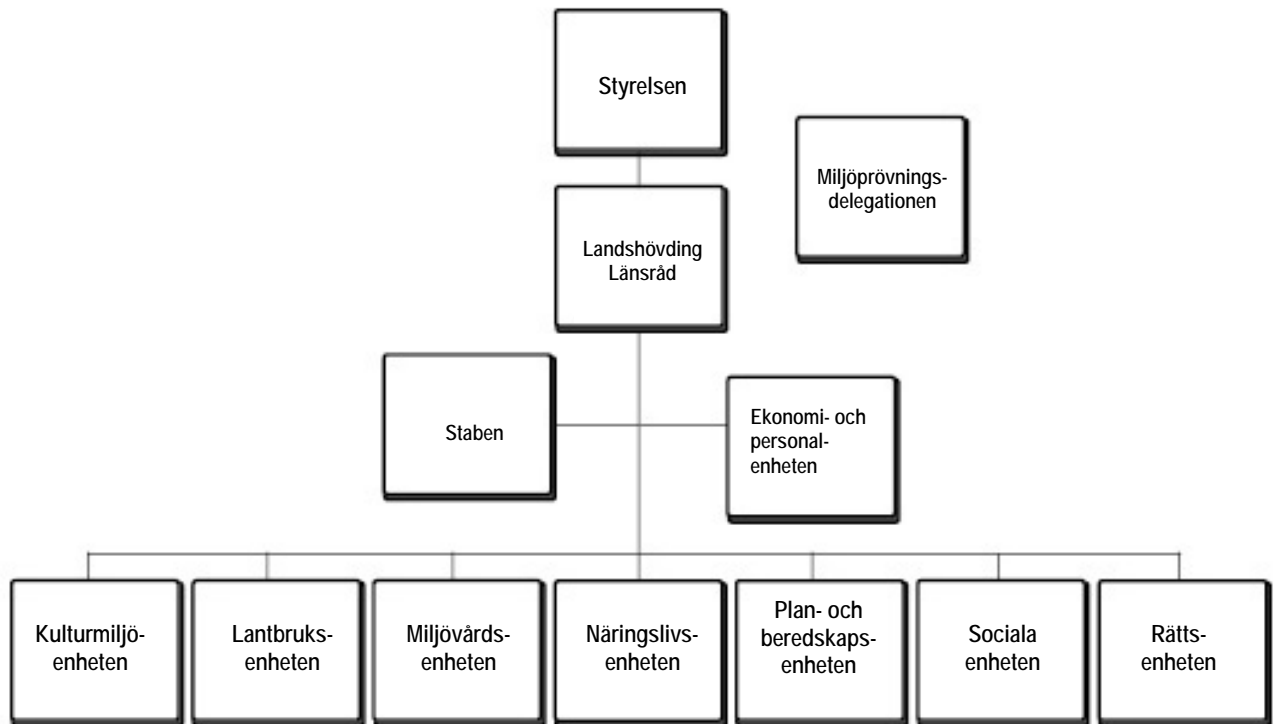 Styrelsen
Miljöprövnings-
delegationen
Landshövding
Länsråd
Staben
Ekonomi- och
personal-
enheten
Kulturmiljö-
enheten
Lantbruks-
enheten
Miljövårds-
enheten
Näringslivs-
enheten
Plan- och
beredskaps-
enheten
Sociala
enheten
Rätts-
enheten